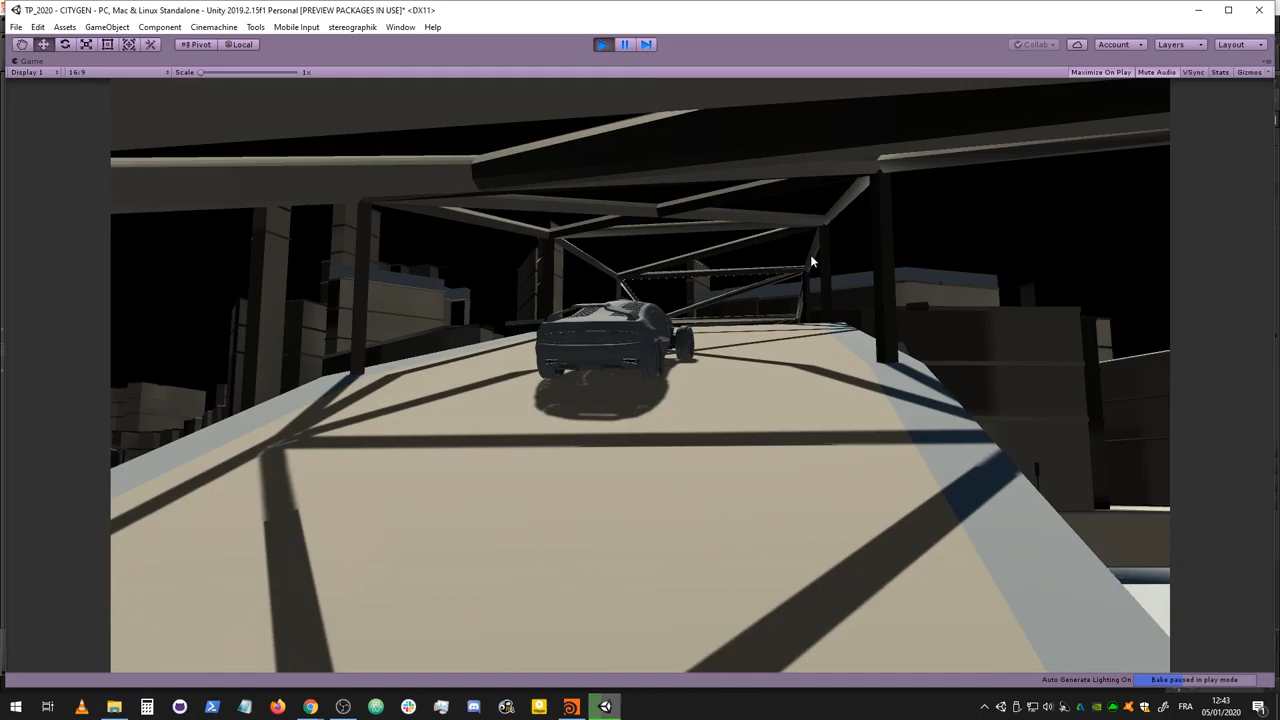 TP_2020 - CITYGEN - PC, Mac & Linux Standalone - Unity 2019.2.15f1 Personal [PREVIEW PACKAGES IN USE]* <DX11>
File Edit Assets GameObject Component Cinemachine Tools Mobile Input stereographik Window Help
Pivot Local Collab Account Layers Layout
Game
Display 1 16:9 Scale 1x Maximize On Play Mute Audio VSync Stats Gizmos
Auto Generate Lighting On Bake paused in play mode
FRA 12:43 05/01/2020